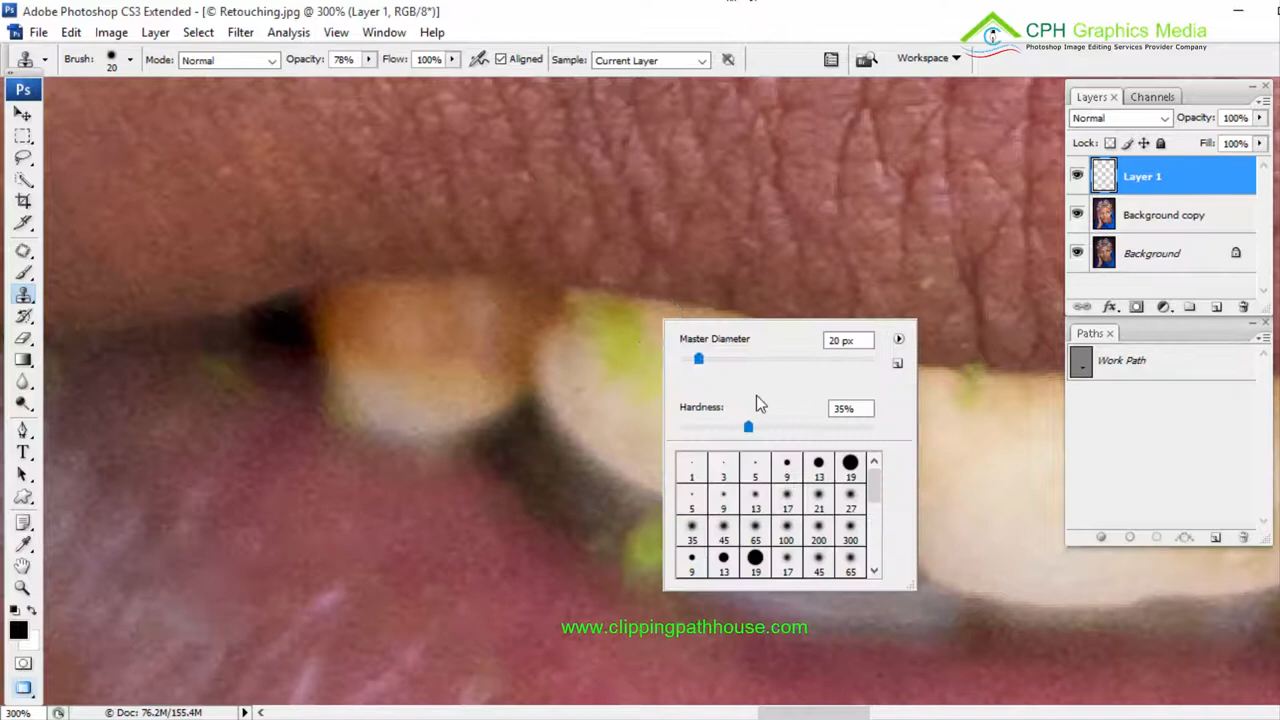 Adobe Photoshop CS3 Extended - [© Retouching.jpg @ 300% (Layer 1, RGB/8*)]
CPH Graphics Media
Photoshop Image Editing Services Provider Company
File Edit Image Layer Select Filter Analysis View Window Help
Brush: 20 Mode: Normal Opacity: 78% Flow: 100% Aligned Sample: Current Layer Workspace
Ps
Layers Channels
Normal Opacity: 100%
Lock: Fill: 100%
Layer 1
Background copy
Background
Paths
Work Path
Master Diameter 20 px
Hardness: 35%
1 3 5 9 13 19
5 9 13 17 21 27
35 45 65 100 200 300
9 13 19 17 45 65
www.clippingpathhouse.com
300% Doc: 76.2M/155.4M